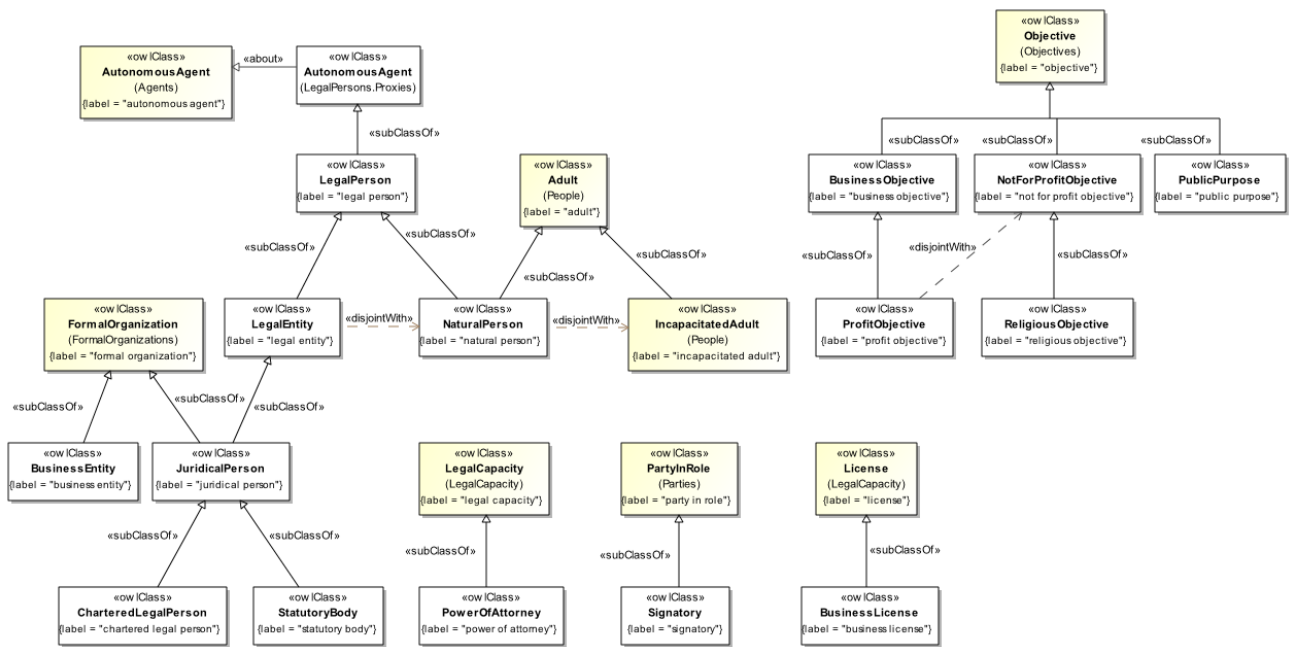 «owlClass»
Objective
(Objectives)
{label = "objective"}
«owlClass»
AutonomousAgent
(Agents)
{label = "autonomous agent"}
«about»
«owlClass»
AutonomousAgent
(LegalPersons.Proxies)
«subClassOf»
«subClassOf»
«subClassOf»
«subClassOf»
«owlClass»
LegalPerson
{label = "legal person"}
«owlClass»
Adult
(People)
{label = "adult"}
«owlClass»
BusinessObjective
{label = "business objective"}
«owlClass»
NotForProfitObjective
{label = "not for profit objective"}
«owlClass»
PublicPurpose
{label = "public purpose"}
«subClassOf»
«subClassOf»
«subClassOf»
«subClassOf»
«disjointWith»
«subClassOf»
«owlClass»
FormalOrganization
(FormalOrganizations)
{label = "formal organization"}
«owlClass»
LegalEntity
{label = "legal entity"}
«disjointWith»
«owlClass»
NaturalPerson
{label = "natural person"}
«disjointWith»
«owlClass»
IncapacitatedAdult
(People)
{label = "incapacitated adult"}
«owlClass»
ProfitObjective
{label = "profit objective"}
«owlClass»
ReligiousObjective
{label = "religious objective"}
«subClassOf»
«subClassOf»
«subClassOf»
«owlClass»
BusinessEntity
{label = "business entity"}
«owlClass»
JuridicalPerson
{label = "juridical person"}
«owlClass»
LegalCapacity
(LegalCapacity)
{label = "legal capacity"}
«owlClass»
PartyInRole
(Parties)
{label = "party in role"}
«owlClass»
License
(LegalCapacity)
{label = "license"}
«subClassOf»
«subClassOf»
«subClassOf»
«subClassOf»
«subClassOf»
«owlClass»
CharteredLegalPerson
{label = "chartered legal person"}
«owlClass»
StatutoryBody
{label = "statutory body"}
«owlClass»
PowerOfAttorney
{label = "power of attorney"}
«owlClass»
Signatory
{label = "signatory"}
«owlClass»
BusinessLicense
{label = "business license"}